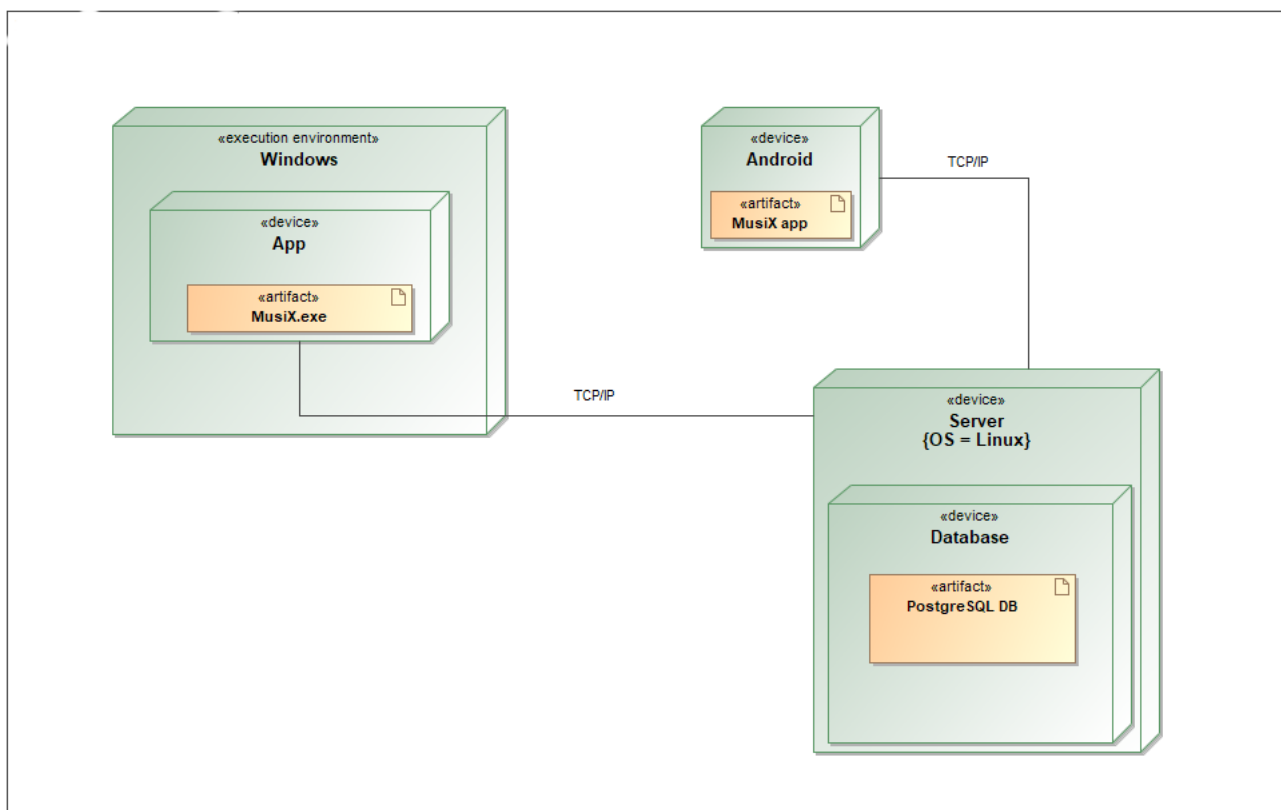 «execution environment»
Windows
«device»
App
«artifact»
MusiX.exe
«device»
Android
«artifact»
MusiX app
TCP/IP
TCP/IP
«device»
Server
{OS = Linux}
«device»
Database
«artifact»
PostgreSQL DB